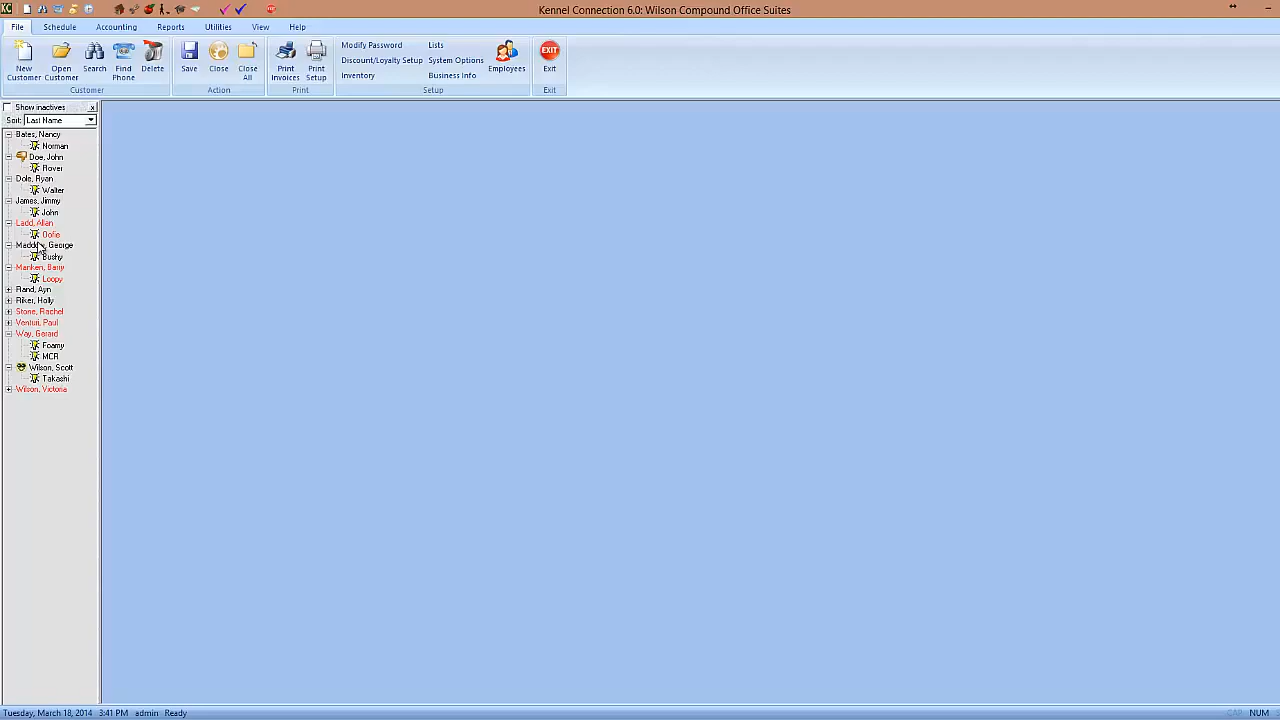 KC Kennel Connection 6.0: Wilson Compound Office Suites
File Schedule Accounting Reports Utilities View Help
New Customer
Open Customer
Search
Find Phone
Delete
Customer
Save
Close
Close All
Action
Print Invoices
Print Setup
Print
Modify Password
Discount/Loyalty Setup
Inventory
Lists
System Options
Business Info
Employees
Setup
EXIT
Exit
Exit
Show inactives x
Sort: Last Name
Bates, Nancy
Norman
Doe, John
Rover
Dole, Ryan
Walter
James, Jimmy
John
Ladd, Allan
George
Bushy
Manken, Barry
Loopy
Rand, Ayn
Riker, Holly
Stone, Rachel
Venturi, Paul
Way, Gerard
Foamy
MCR
Wilson, Scott
Takashi
Wilson, Victoria
Tuesday, March 18, 2014 3:41 PM admin Ready CAP NUM